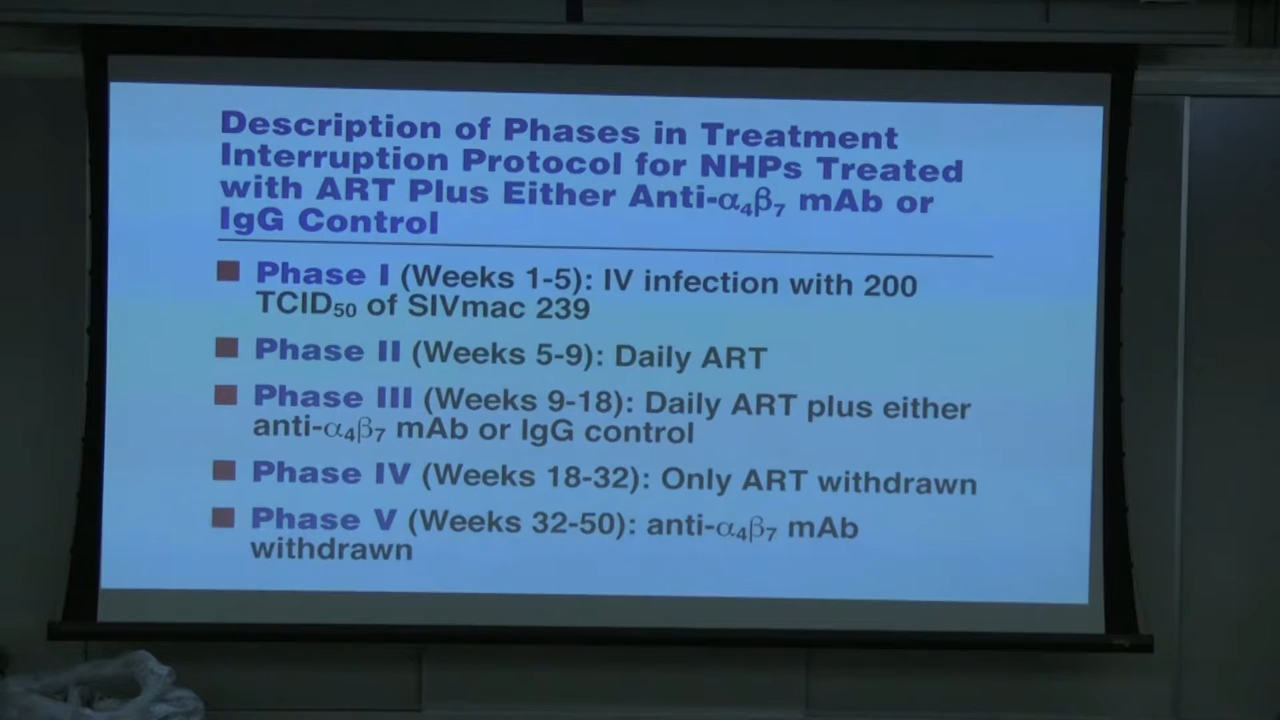 Description of Phases in Treatment
Interruption Protocol for NHPs Treated
with ART Plus Either Anti-α₄β₇ mAb or
IgG Control
Phase I (Weeks 1-5): IV infection with 200
TCID₅₀ of SIVmac 239
Phase II (Weeks 5-9): Daily ART
Phase III (Weeks 9-18): Daily ART plus either
anti-α₄β₇ mAb or IgG control
Phase IV (Weeks 18-32): Only ART withdrawn
Phase V (Weeks 32-50): anti-α₄β₇ mAb
withdrawn